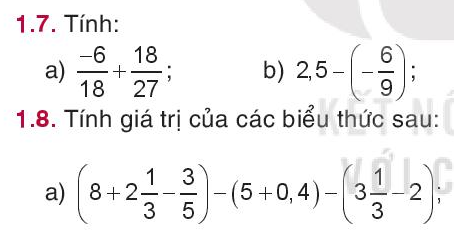 1.7. Tính:
a) \frac{-6}{18} + \frac{18}{27}; b) 2,5 - \left(-\frac{6}{9}\right);
1.8. Tính giá trị của các biểu thức sau:
a) \left(8 + 2\frac{1}{3} - \frac{3}{5}\right) - (5 + 0,4) - \left(3\frac{1}{3} - 2\right);